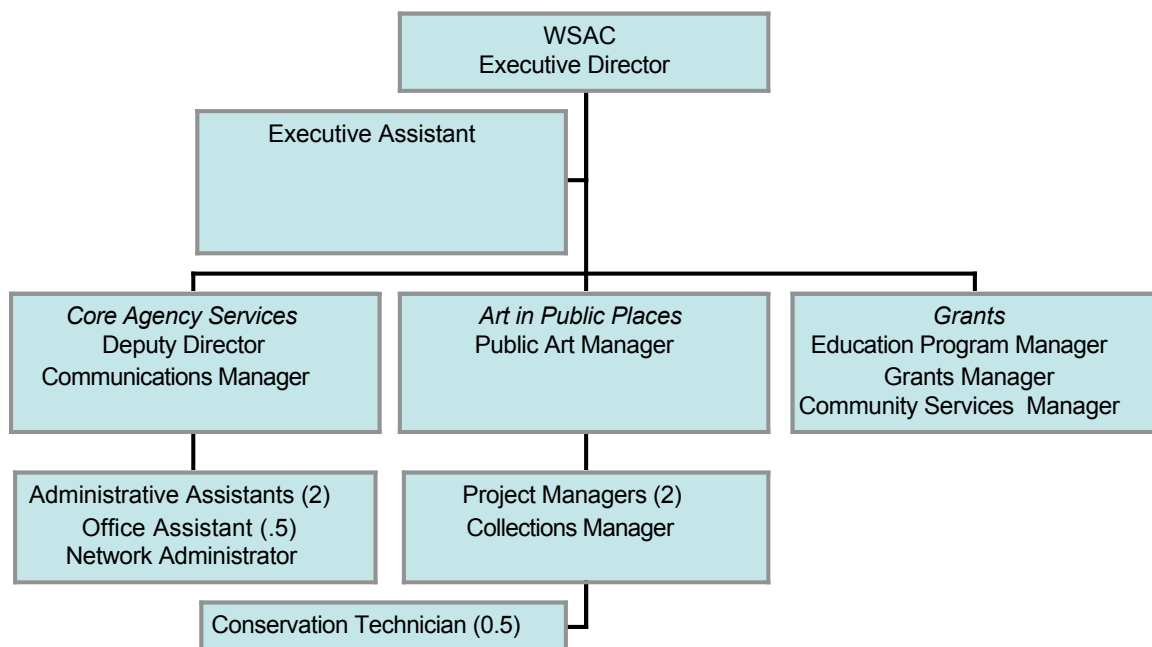 WSAC
Executive Director
Executive Assistant
Core Agency Services
Deputy Director
Communications Manager
Art in Public Places
Public Art Manager
Grants
Education Program Manager
Grants Manager
Community Services Manager
Administrative Assistants (2)
Office Assistant (.5)
Network Administrator
Project Managers (2)
Collections Manager
Conservation Technician (0.5)